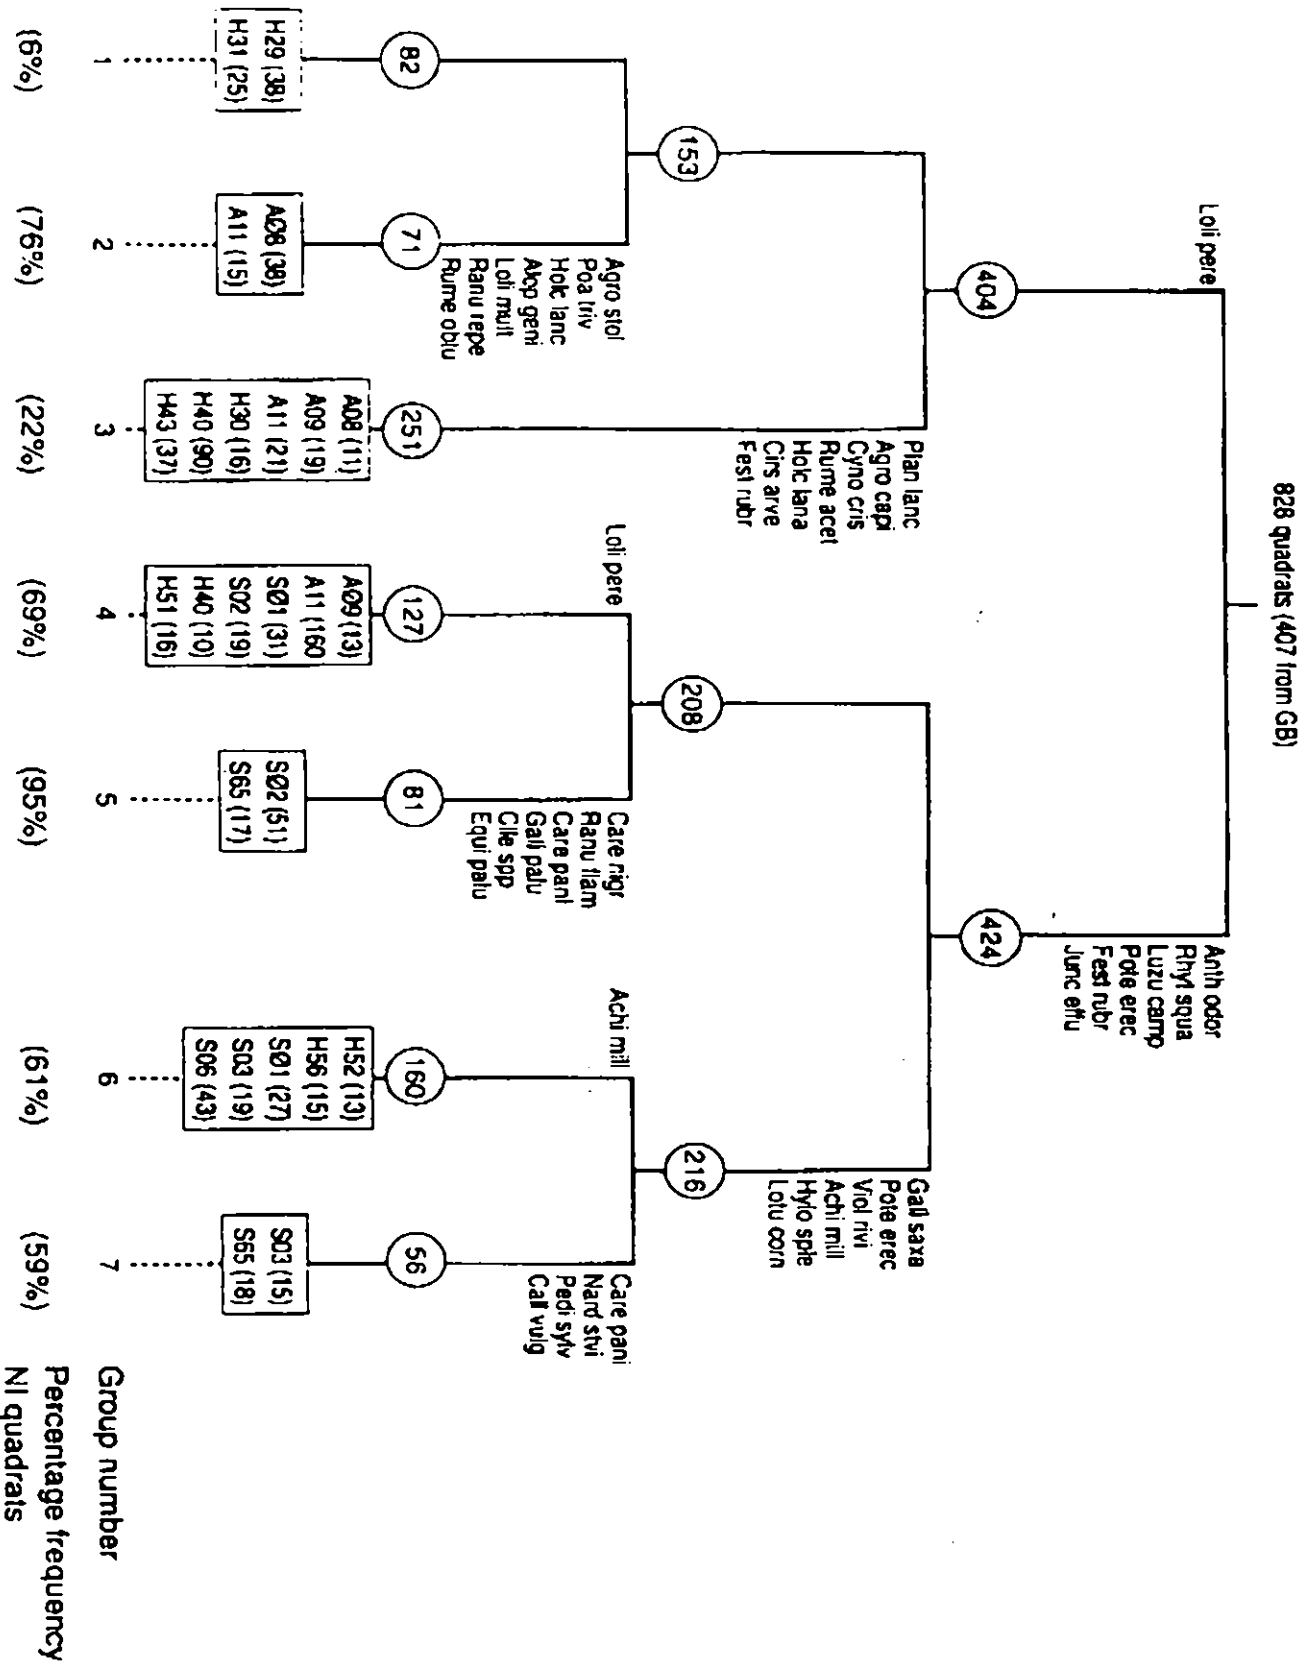 828 quadrats (407 from GB)
Loli pere
Anth odor
Rhyt squa
Luzu camp
Pote erec
Fest rubr
Junc effu
404
424
Plan lanc
Agro capi
Cyno cris
Rume acet
Holc lana
Cirs arve
Fest rubr
Gali saxa
Pote erec
Viol rivi
Achi mill
Hylo sple
Lotu corn
153
208
216
Agro stol
Poa triv
Holc lanc
Alop geni
Loli mult
Ranu repe
Rume obtu
Loli pere
Care nigr
Ranu flam
Care pani
Gali palu
Cile spp
Equi palu
Achi mill
Care pani
Nard stvi
Pedi sylv
Call vulg
82
71
251
127
81
160
56
H29 (38)
H31 (25)
A08 (38)
A11 (15)
A08 (11)
A09 (19)
A11 (21)
H30 (16)
H40 (90)
H43 (37)
A09 (13)
A11 (160
S01 (31)
S02 (19)
H40 (10)
H51 (16)
S02 (51)
S65 (17)
H52 (13)
H56 (15)
S01 (27)
S03 (19)
S06 (43)
S03 (15)
S65 (18)
1 2 3 4 5 6 7 Group number
(6%) (76%) (22%) (69%) (95%) (61%) (59%) Percentage frequency
NI quadrats